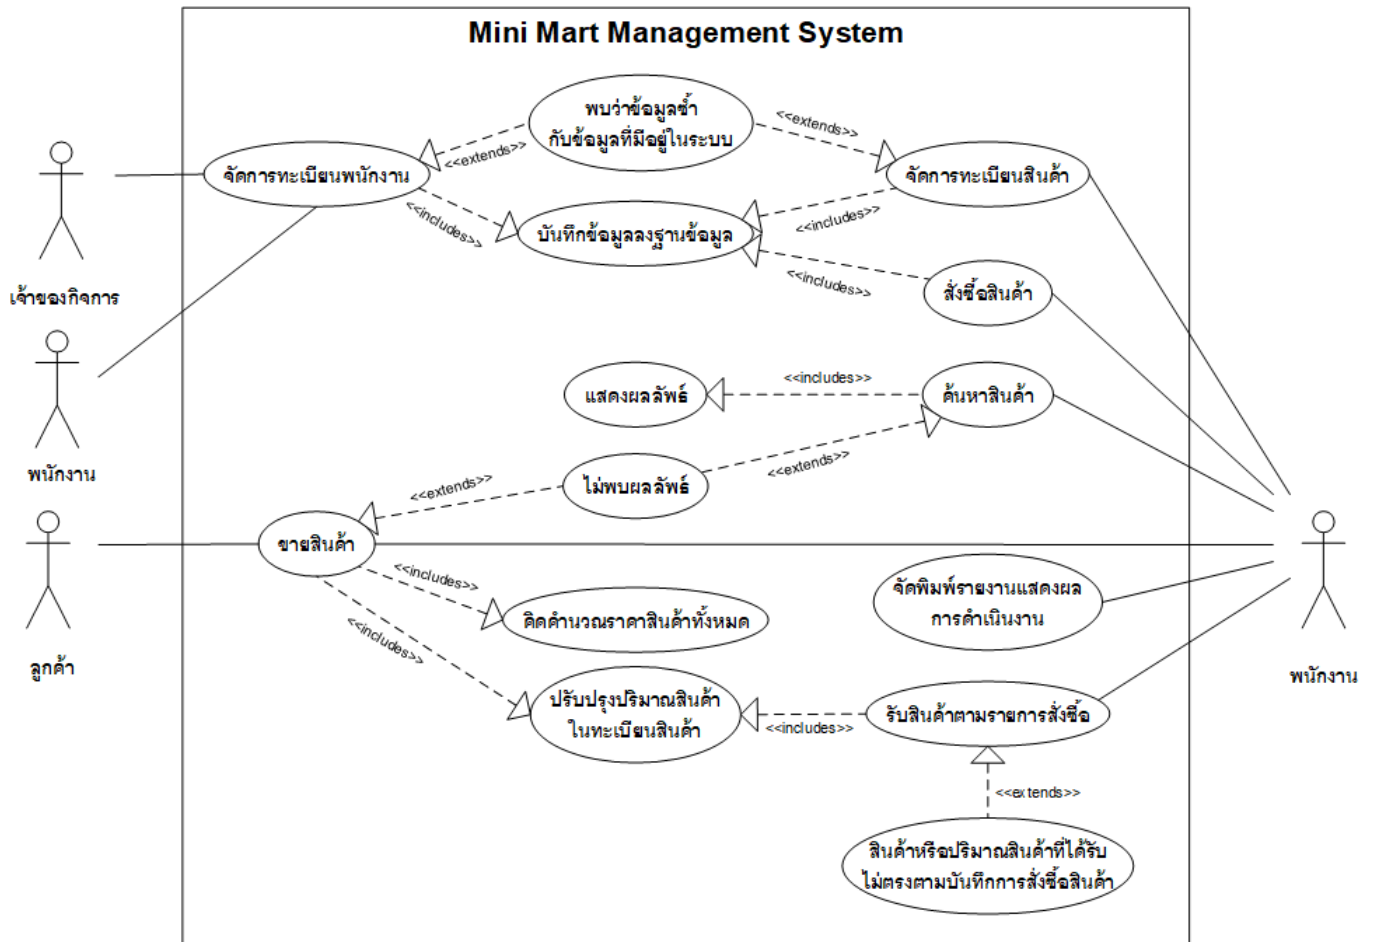 Mini Mart Management System
พบว่าข้อมูลซ้ำ
กับข้อมูลที่มีอยู่ในระบบ
<<extends>>
<<extends>>
จัดการทะเบียนพนักงาน
จัดการทะเบียนสินค้า
<<includes>>
<<includes>>
บันทึกข้อมูลลงฐานข้อมูล
เจ้าของกิจการ
<<includes>>
สั่งซื้อสินค้า
<<includes>>
แสดงผลลัพธ์
ค้นหาสินค้า
พนักงาน
<<extends>>
<<extends>>
ไม่พบผลลัพธ์
ขายสินค้า
<<includes>>
จัดพิมพ์รายงานแสดงผล
การดำเนินงาน
คิดคำนวณราคาสินค้าทั้งหมด
<<includes>>
ลูกค้า
พนักงาน
ปรับปรุงปริมาณสินค้า
ในทะเบียนสินค้า
<<includes>>
รับสินค้าตามรายการสั่งซื้อ
<<extends>>
สินค้าหรือปริมาณสินค้าที่ได้รับ
ไม่ตรงตามบันทึกการสั่งซื้อสินค้า